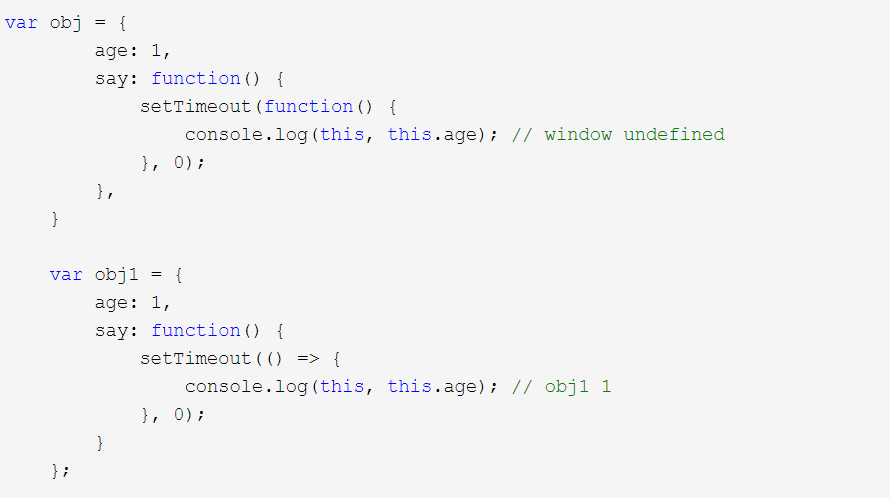 var obj = {
        age: 1,
        say: function() {
            setTimeout(function() {
                console.log(this, this.age); // window undefined
            }, 0);
        },
    }

    var obj1 = {
        age: 1,
        say: function() {
            setTimeout(() => {
                console.log(this, this.age); // obj1 1
            }, 0);
        }
    };